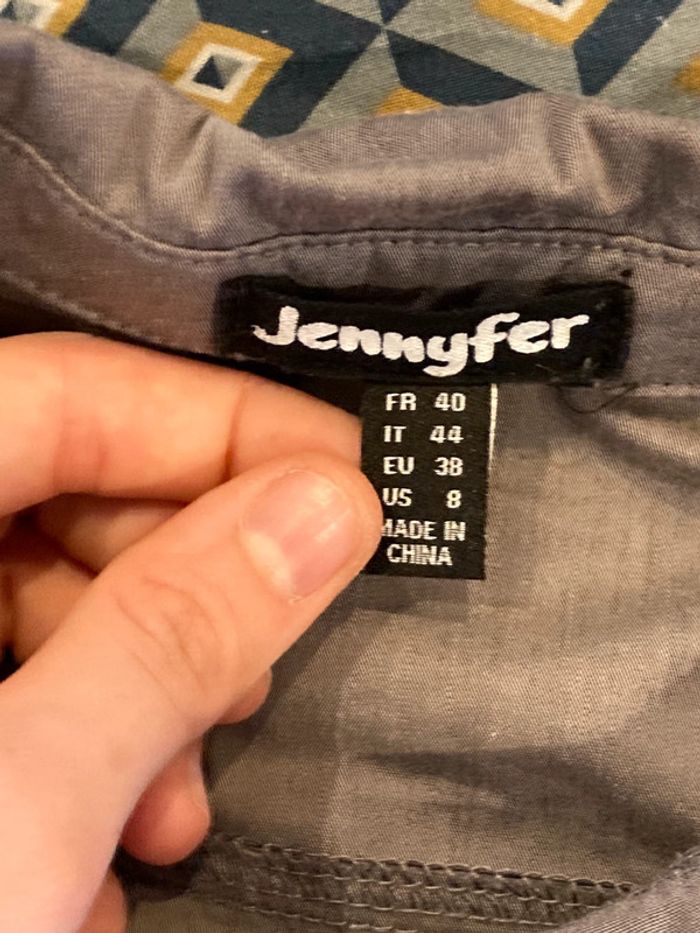 Jennyfer
FR 40
IT 44
EU 38
US 8
MADE IN
CHINA